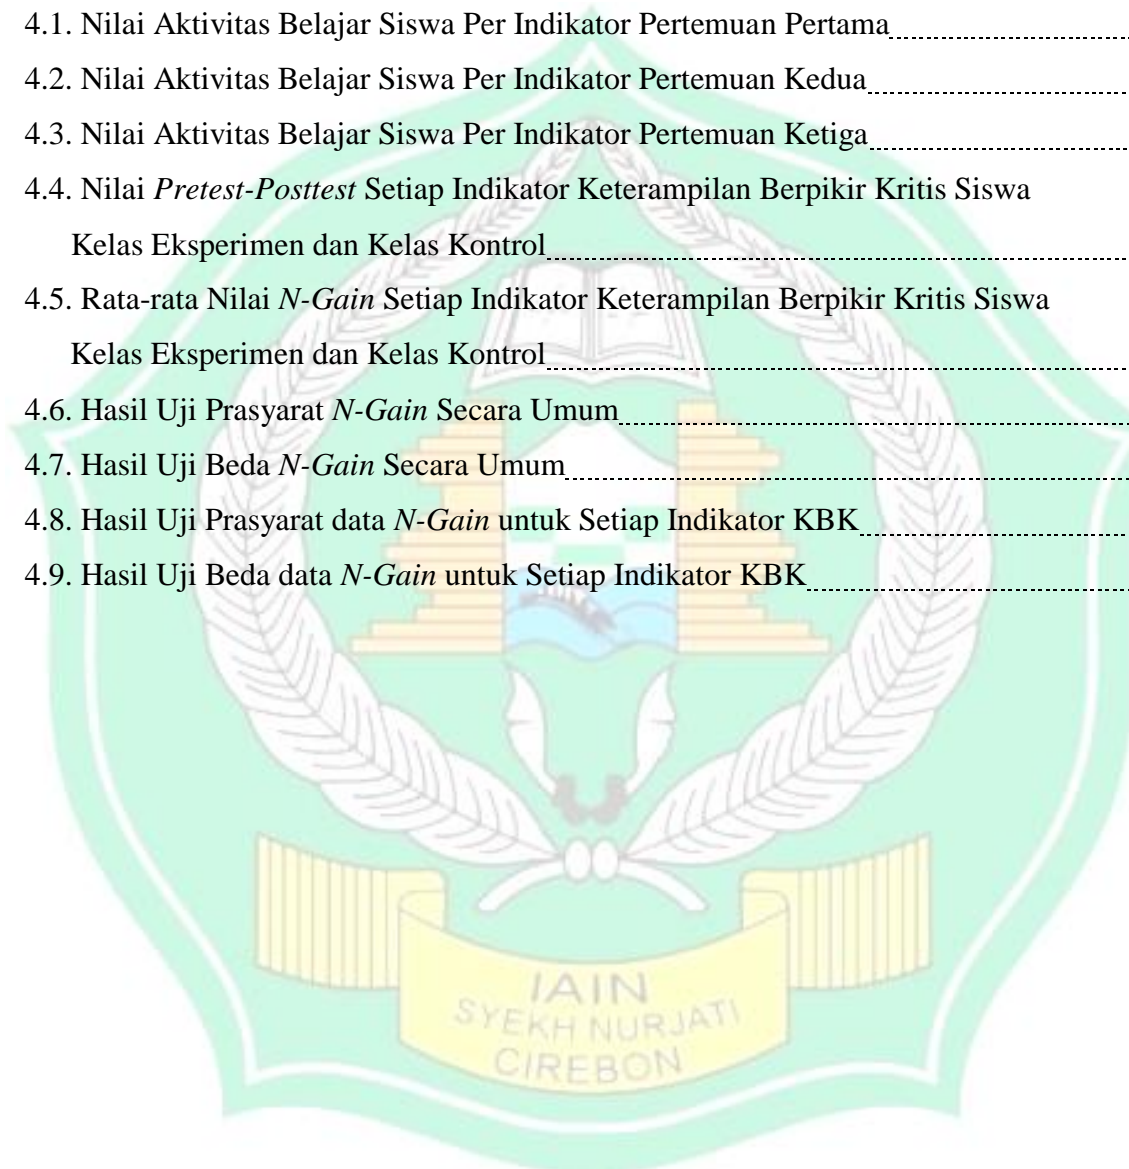 4.1. Nilai Aktivitas Belajar Siswa Per Indikator Pertemuan Pertama
4.2. Nilai Aktivitas Belajar Siswa Per Indikator Pertemuan Kedua
4.3. Nilai Aktivitas Belajar Siswa Per Indikator Pertemuan Ketiga
4.4. Nilai Pretest-Posttest Setiap Indikator Keterampilan Berpikir Kritis Siswa
Kelas Eksperimen dan Kelas Kontrol
4.5. Rata-rata Nilai N-Gain Setiap Indikator Keterampilan Berpikir Kritis Siswa
Kelas Eksperimen dan Kelas Kontrol
4.6. Hasil Uji Prasyarat N-Gain Secara Umum
4.7. Hasil Uji Beda N-Gain Secara Umum
4.8. Hasil Uji Prasyarat data N-Gain untuk Setiap Indikator KBK
4.9. Hasil Uji Beda data N-Gain untuk Setiap Indikator KBK
IAIN
SYEKH NURJATI
CIREBON